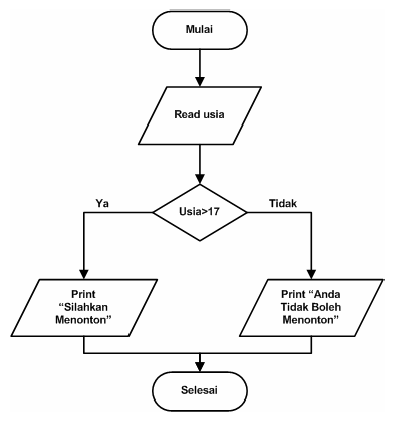 Mulai
Read usia
Usia>17
Ya
Tidak
Print
“Silahkan
Menonton”
Print “Anda
Tidak Boleh
Menonton”
Selesai